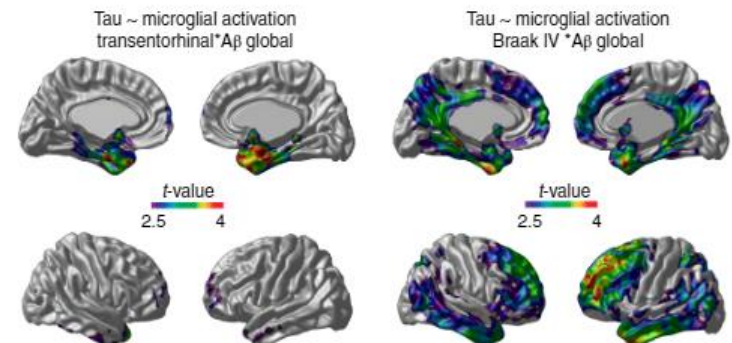 Tau ~ microglial activation
transentorhinal*Aβ global
Tau ~ microglial activation
Braak IV *Aβ global
t-value
2.5 4
t-value
2.5 4